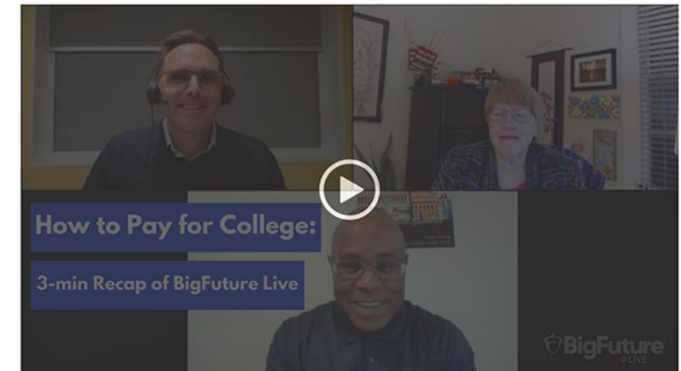 How to Pay for College:
3-min Recap of BigFuture Live
BigFuture
LIVE